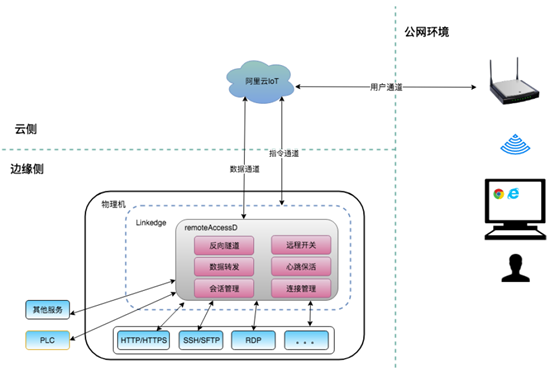 公网环境
阿里云IoT
用户通道
云侧
指令通道
数据通道
边缘侧
物理机
Linkedge
remoteAccessD
反向隧道
远程开关
数据转发
心跳保活
会话管理
连接管理
其他服务
PLC
HTTP/HTTPS
SSH/SFTP
RDP
...